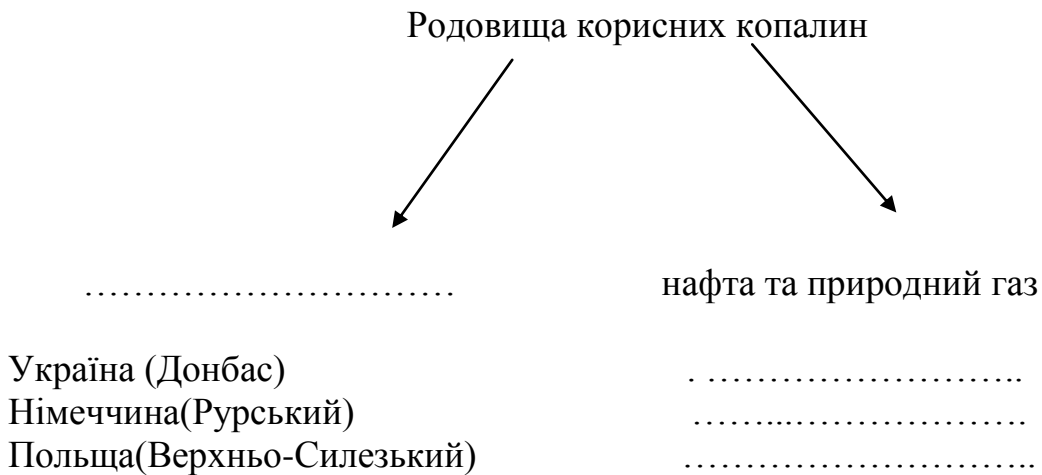 Родовища корисних копалин
………………………… нафта та природний газ
Україна (Донбас) . ……………………..
Німеччина(Рурський) ……...……………….
Польща(Верхньо-Силезький) ………………………..